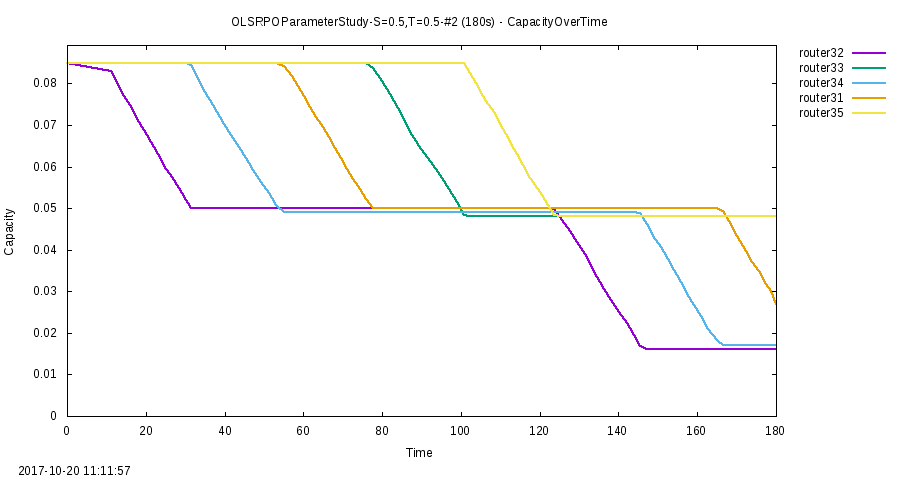 OLSRPOParameterStudy-S=0.5,T=0.5-#2 (180s) - CapacityOverTime
router32
router33
router34
router31
router35
0.08
0.07
0.06
0.05
0.04
0.03
0.02
0.01
0
Capacity
0 20 40 60 80 100 120 140 160 180
Time
2017-10-20 11:11:57